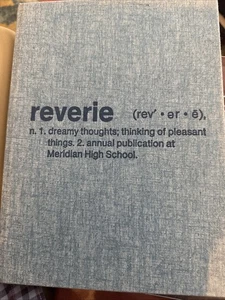 reverie (rev′ • ər • ē),
n. 1. dreamy thoughts; thinking of pleasant
things. 2. annual publication at
Meridian High School.